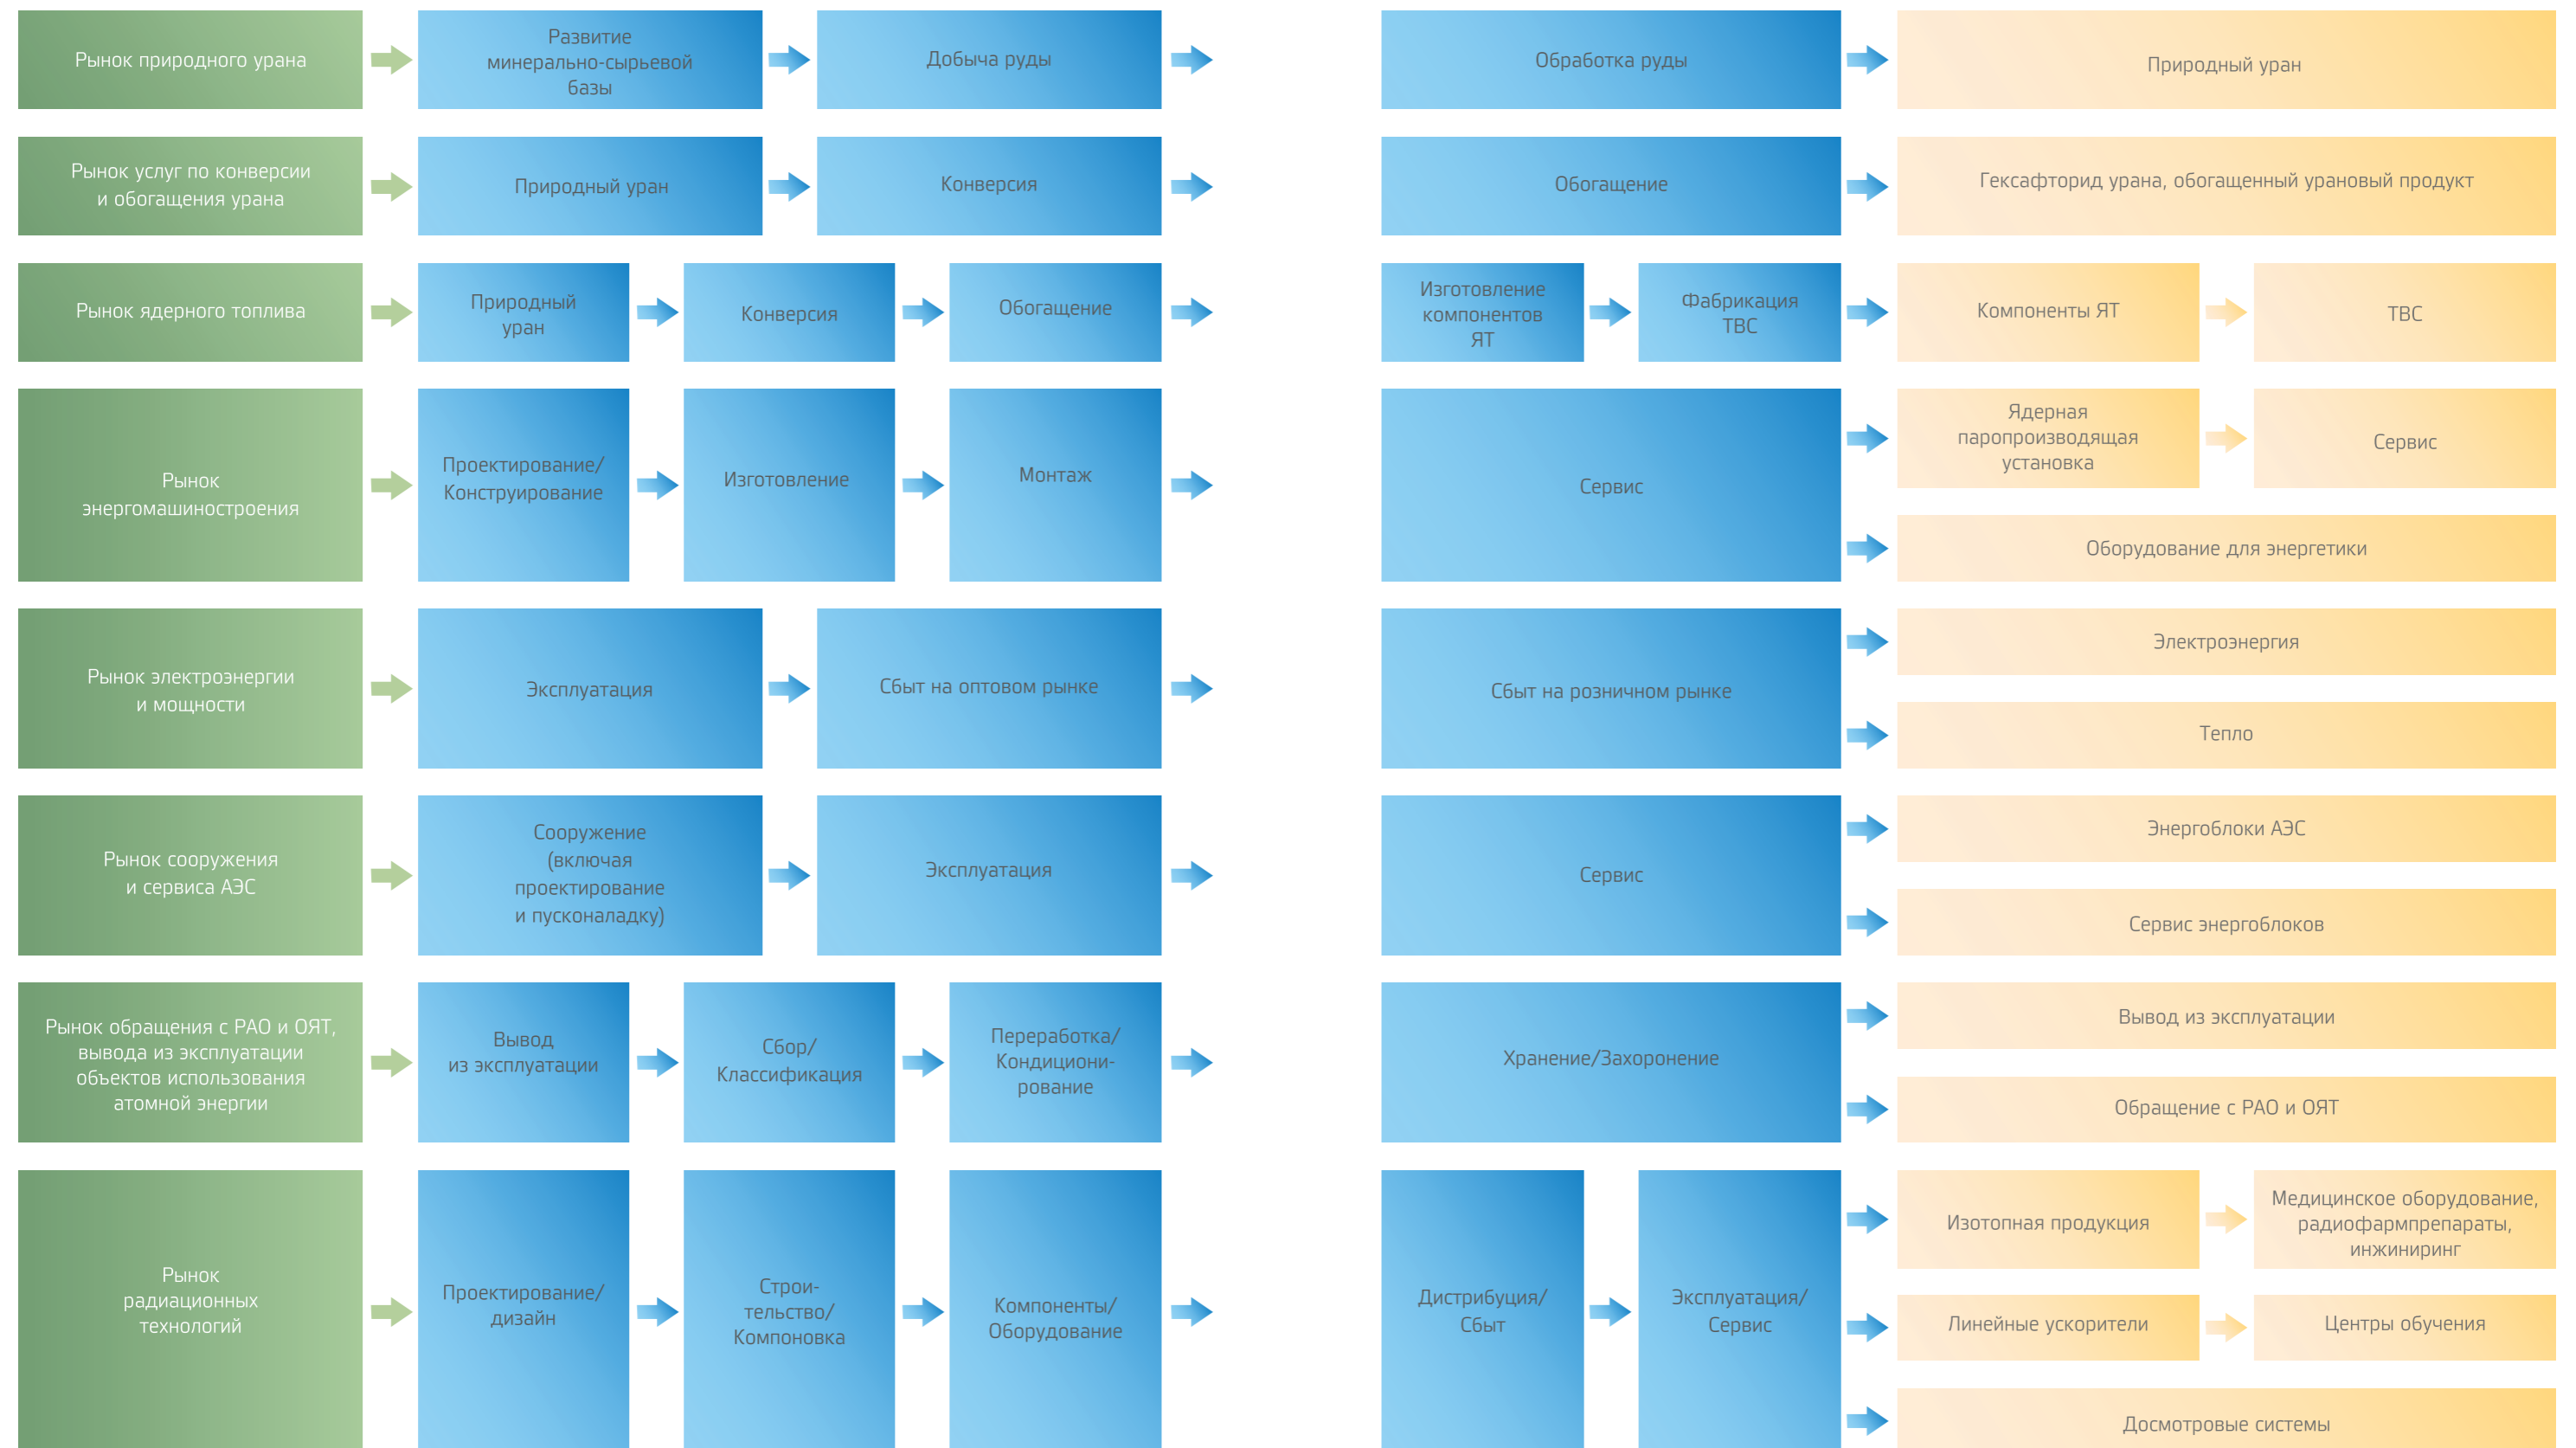 Рынок природного урана
Развитие
минерально-сырьевой
базы
Добыча руды
Обработка руды
Природный уран
Рынок услуг по конверсии
и обогащения урана
Природный уран
Конверсия
Обогащение
Гексафторид урана, обогащенный урановый продукт
Рынок ядерного топлива
Природный
уран
Конверсия
Обогащение
Изготовление
компонентов
ЯТ
Фабрикация
ТВС
Компоненты ЯТ
ТВС
Рынок
энергомашиностроения
Проектирование/
Конструирование
Изготовление
Монтаж
Сервис
Ядерная
паропроизводящая
установка
Сервис
Оборудование для энергетики
Рынок электроэнергии
и мощности
Эксплуатация
Сбыт на оптовом рынке
Сбыт на розничном рынке
Электроэнергия
Тепло
Рынок сооружения
и сервиса АЭС
Сооружение
(включая
проектирование
и пусконаладку)
Эксплуатация
Сервис
Энергоблоки АЭС
Сервис энергоблоков
Рынок обращения с РАО и ОЯТ,
вывода из эксплуатации
объектов использования
атомной энергии
Вывод
из эксплуатации
Сбор/
Классификация
Переработка/
Кондициони-
рование
Хранение/Захоронение
Вывод из эксплуатации
Обращение с РАО и ОЯТ
Рынок
радиационных
технологий
Проектирование/
дизайн
Строи-
тельство/
Компоновка
Компоненты/
Оборудование
Дистрибуция/
Сбыт
Эксплуатация/
Сервис
Изотопная продукция
Медицинское оборудование,
радиофармпрепараты,
инжиниринг
Линейные ускорители
Центры обучения
Досмотровые системы